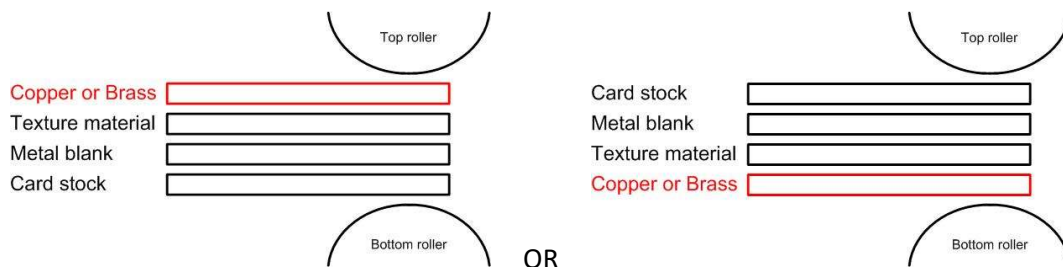 Top roller
Copper or Brass
Texture material
Metal blank
Card stock
Bottom roller
OR
Top roller
Card stock
Metal blank
Texture material
Copper or Brass
Bottom roller